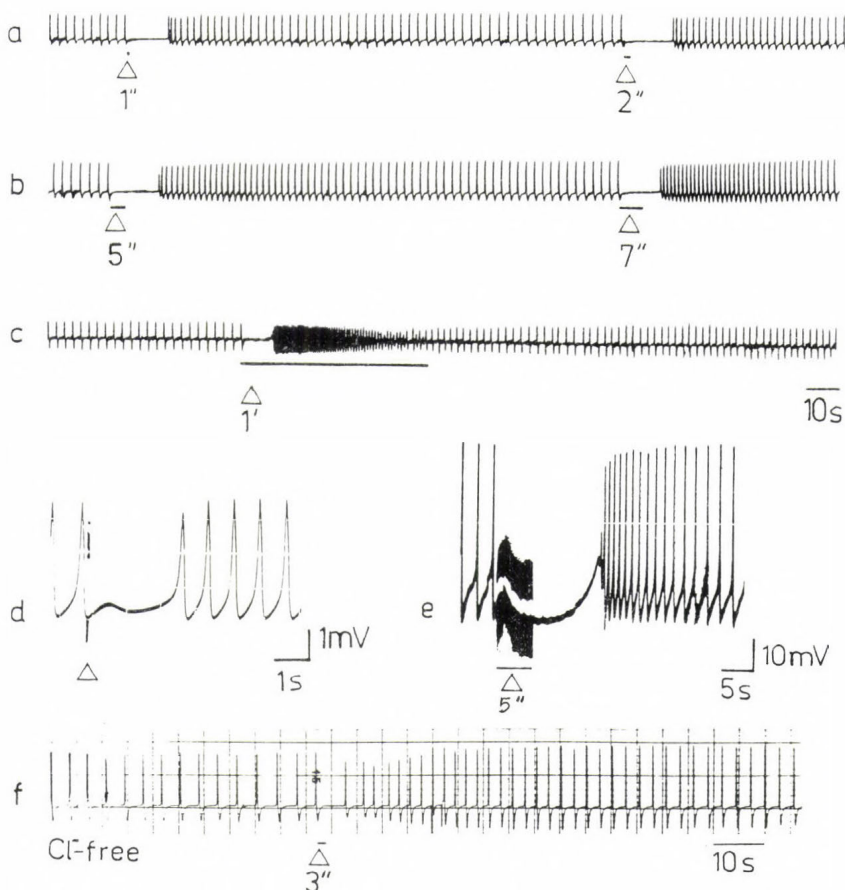 a
1" 2"
b
5" 7"
c
1' 10s
d e
1mV
1s
10mV
5s
5"
f
Cl⁻-free 10s
3"